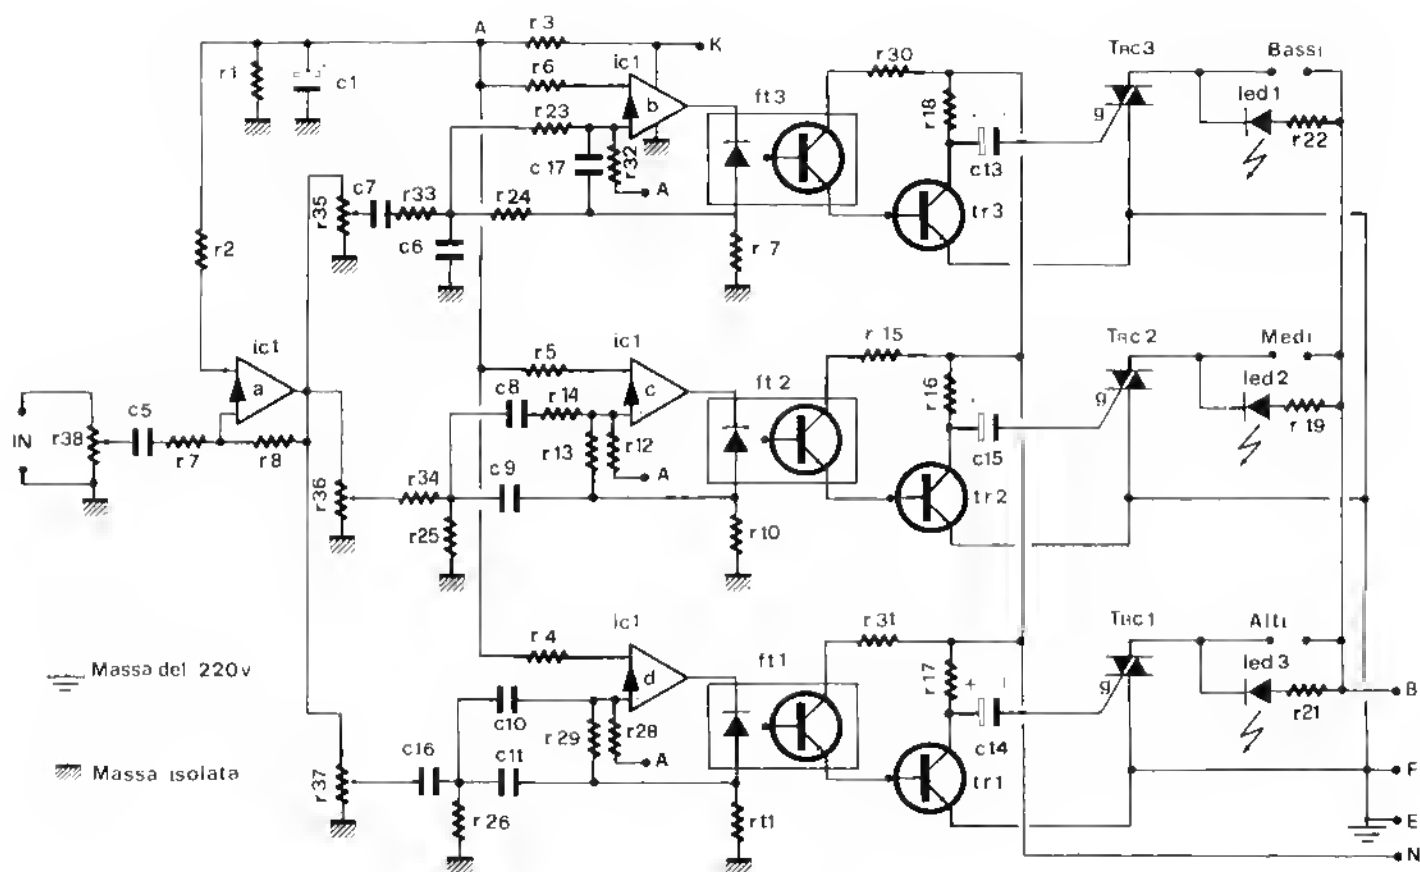 A
r3
K
ic1
r6
b
r1
c1
r23
c17
r32
A
ft3
r30
r18
c13
tr3
TRC3
g
Bassi
led1
r22
r35
c7
r33
r24
c6
r7
r2
ic1
a
IN
r38
c5
r7
r8
r5
ic1
c
c8
r14
r13
r12
A
c9
r36
r34
r25
r10
ft2
r15
r16
c15
tr2
TRC2
g
Medi
led2
r19
r4
ic1
d
c10
r29
r28
A
c11
c16
r37
r26
r11
ft1
r31
r17
+
c14
tr1
TRC1
g
Alti
led3
r21
B
F
E
N
Massa del 220v
Massa isolata